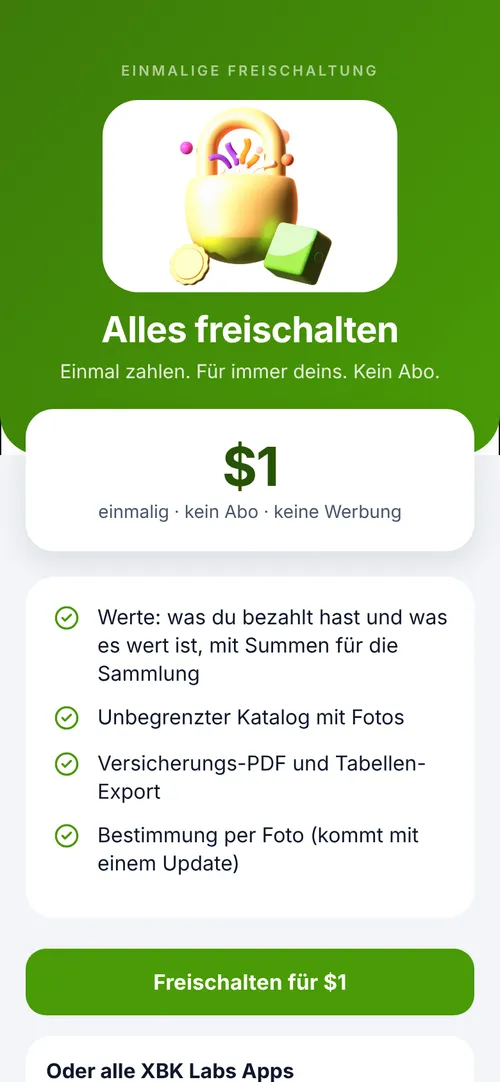 EINMALIGE FREISCHALTUNG
Alles freischalten
Einmal zahlen. Für immer deins. Kein Abo.
$1
einmalig · kein Abo · keine Werbung
Werte: was du bezahlt hast und was
es wert ist, mit Summen für die
Sammlung
Unbegrenzter Katalog mit Fotos
Versicherungs-PDF und Tabellen-
Export
Bestimmung per Foto (kommt mit
einem Update)
Freischalten für $1
Oder alle XBK Labs Apps